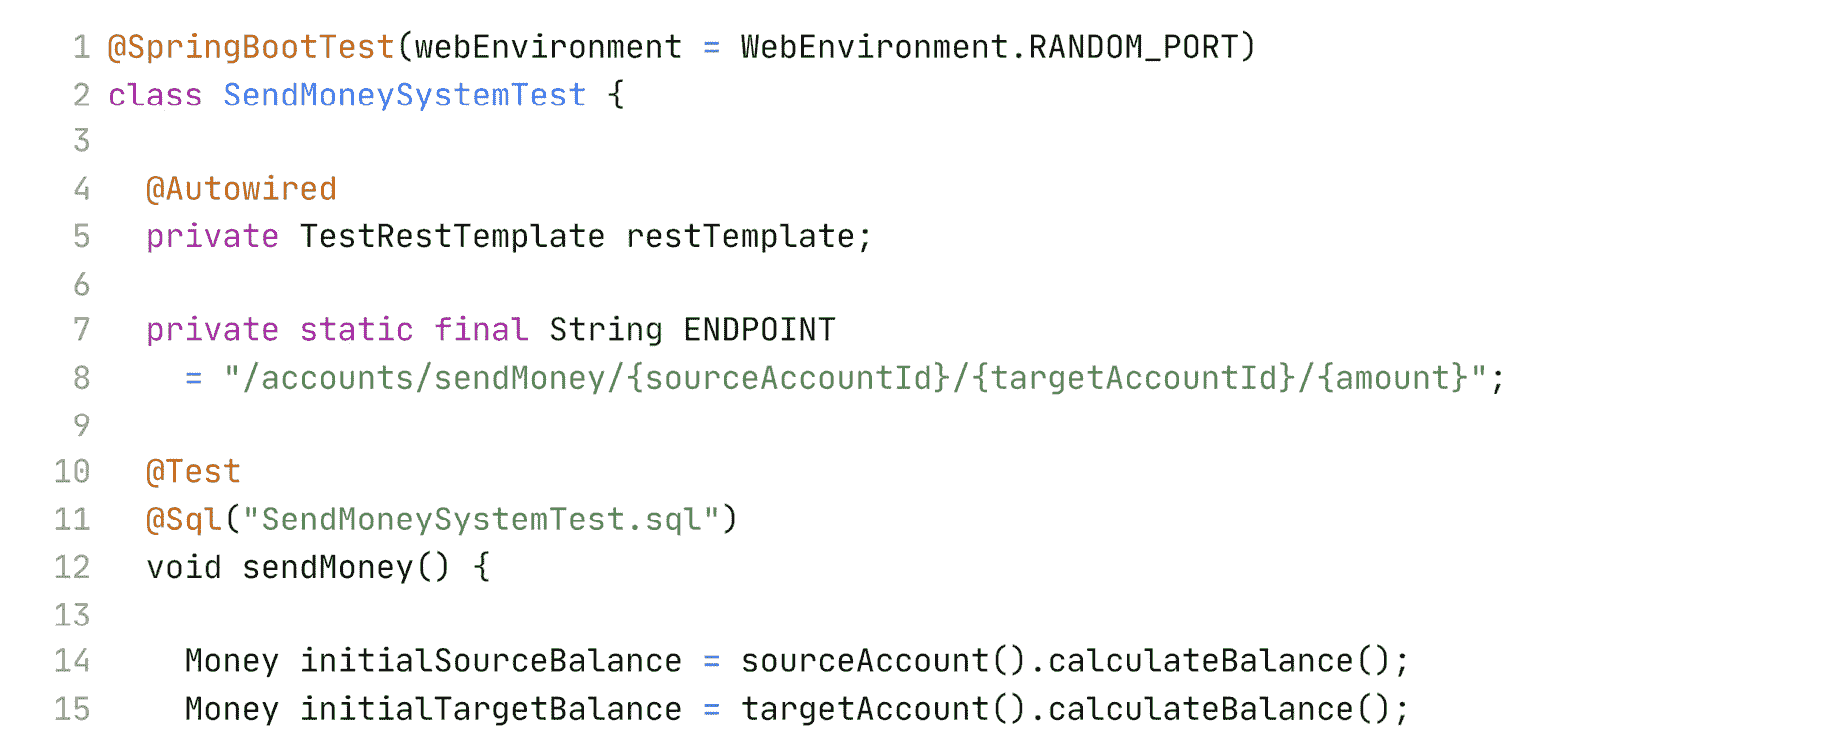 1 @SpringBootTest(webEnvironment = WebEnvironment.RANDOM_PORT)
2 class SendMoneySystemTest {
3
4   @Autowired
5   private TestRestTemplate restTemplate;
6
7   private static final String ENDPOINT
8     = "/accounts/sendMoney/{sourceAccountId}/{targetAccountId}/{amount}";
9
10   @Test
11   @Sql("SendMoneySystemTest.sql")
12   void sendMoney() {
13
14     Money initialSourceBalance = sourceAccount().calculateBalance();
15     Money initialTargetBalance = targetAccount().calculateBalance();